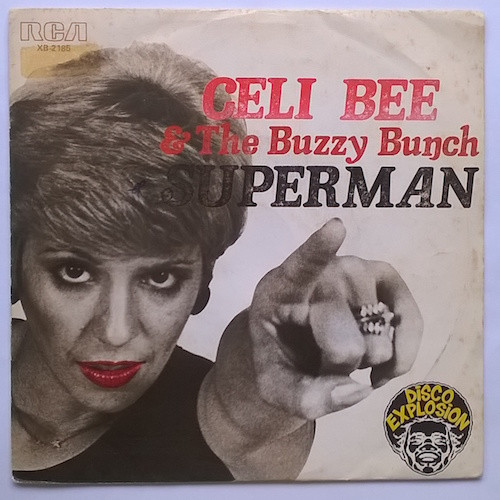 RCA
XB 2185
CELI BEE
& The Buzzy Bunch
SUPERMAN
DISCO
EXPLOSION